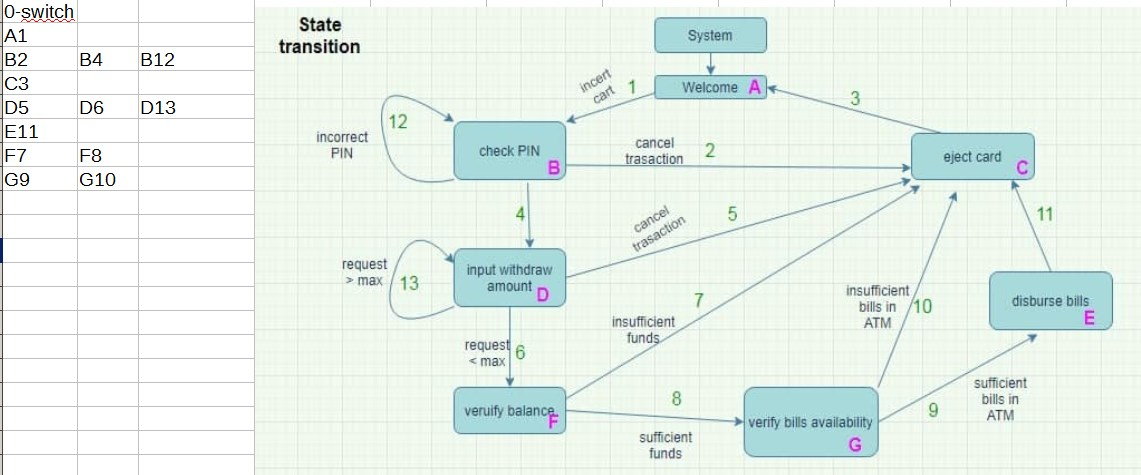 0-switch
A1
B2 B4 B12
C3
D5 D6 D13
E11
F7 F8
G9 G10
State
transition
System
Welcome A
incert
cart
1
3
12
incorrect
PIN
check PIN
B
cancel
trasaction
2
eject card
C
4
cancel
trasaction
5
11
request
> max
13
input withdraw
amount
D
7
insufficient
bills in
ATM
10
disburse bills
E
insufficient
funds
request
< max
6
veruify balance
F
8
sufficient
funds
verify bills availability
G
9
sufficient
bills in
ATM